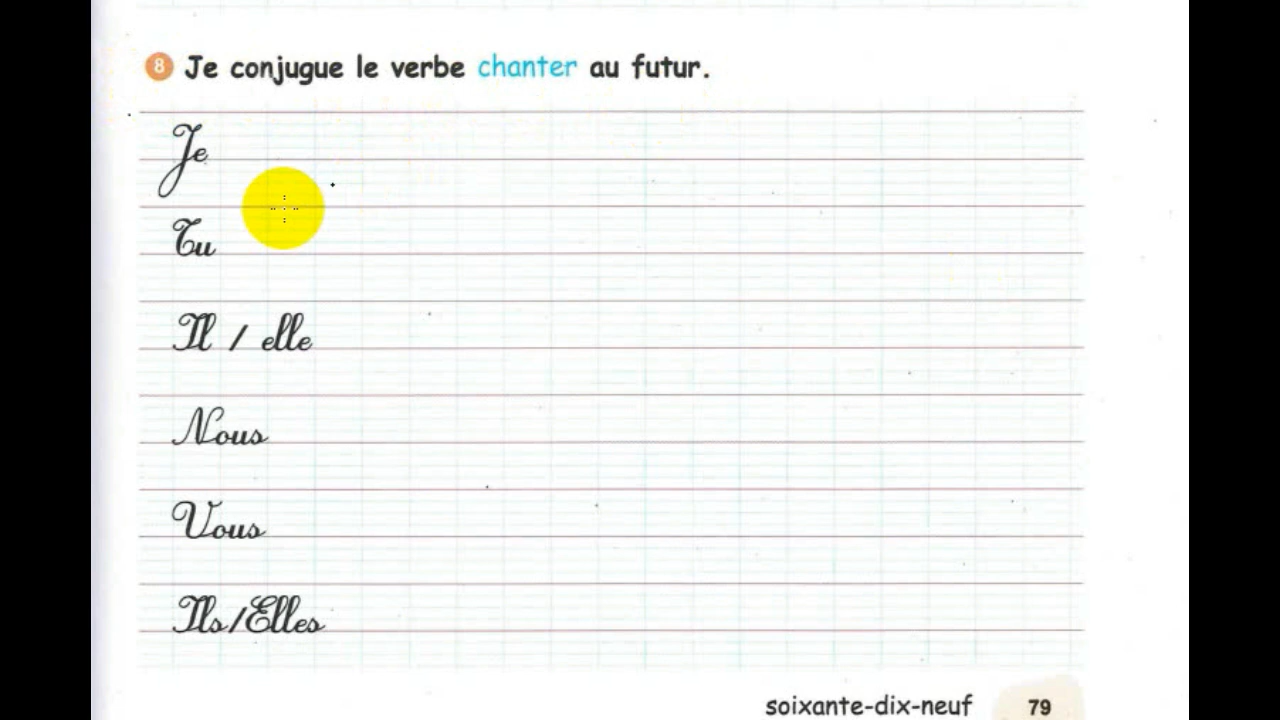 8 Je conjugue le verbe chanter au futur.
Je
Tu
Il / elle
Nous
Vous
Ils/Elles
soixante-dix-neuf 79